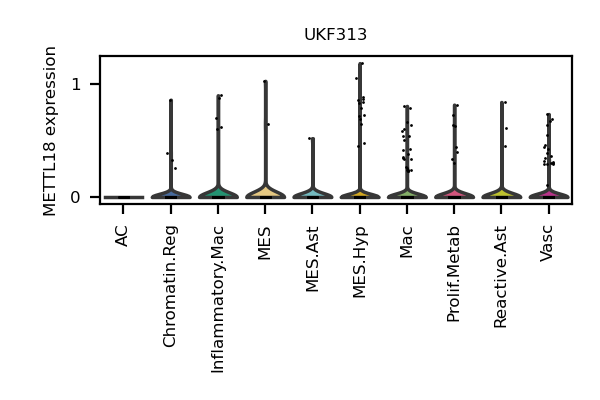 UKF313
METTL18 expression
1
0
AC
Chromatin.Reg
Inflammatory.Mac
MES
MES.Ast
MES.Hyp
Mac
Prolif.Metab
Reactive.Ast
Vasc